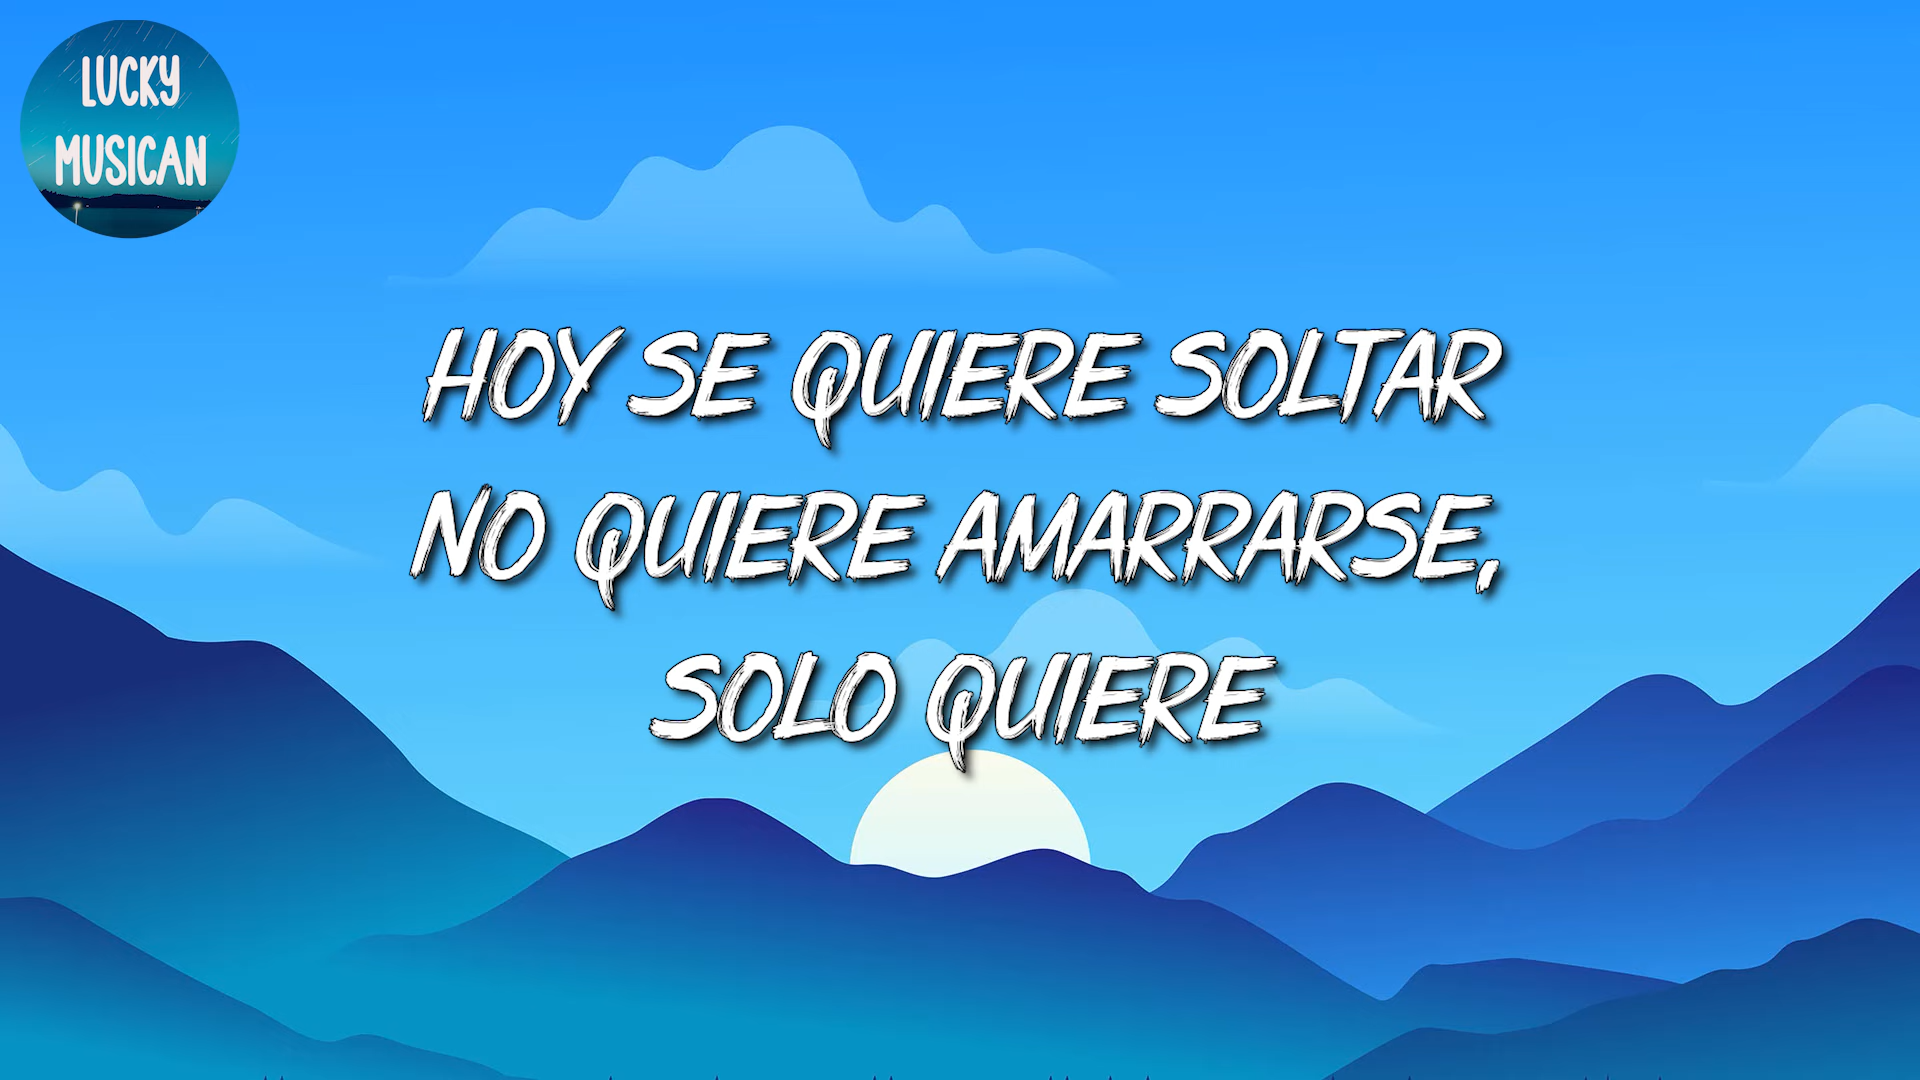 LUCKY
MUSICAN
HOY SE QUIERE SOLTAR
NO QUIERE AMARRARSE,
SOLO QUIERE